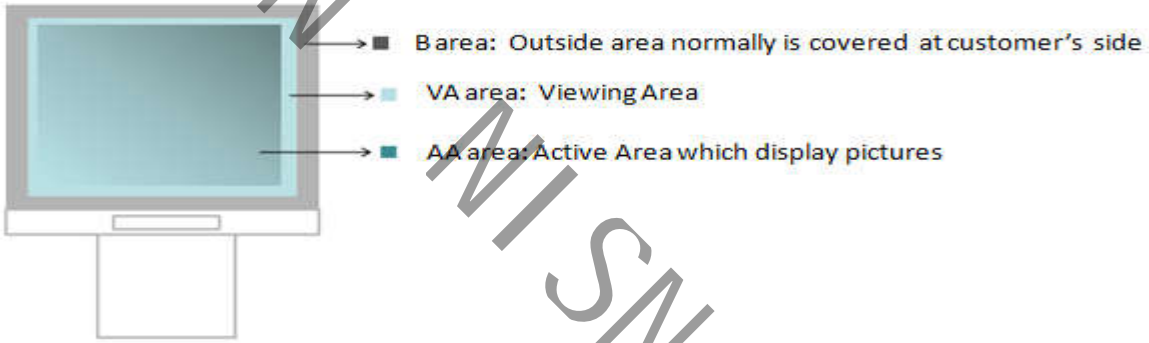 B area: Outside area normally is covered at customer's side
VA area: Viewing Area
AA area: Active Area which display pictures
N
NISN